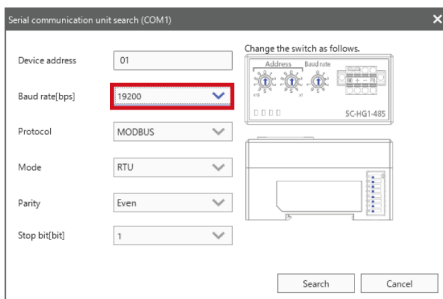 Serial communication unit search (COM1)
Change the switch as follows.
Device address
01
Address
Baud rate
Baud rate[bps]
19200
SC-HG1-485
Protocol
MODBUS
Mode
RTU
Parity
Even
Stop bit[bit]
1
Search
Cancel